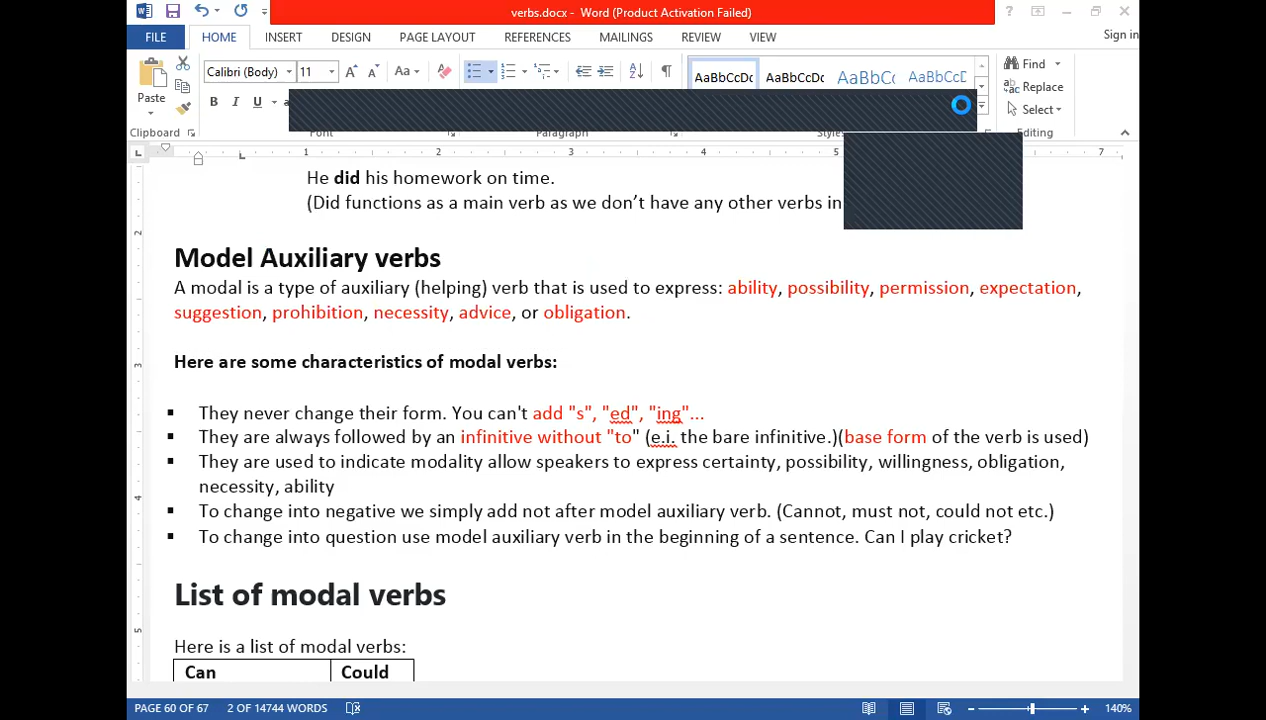 verbs.docx - Word (Product Activation Failed)
FILE HOME INSERT DESIGN PAGE LAYOUT REFERENCES MAILINGS REVIEW VIEW Sign in
Calibri (Body) 11 Aa AaBbCcDc AaBbCcDc AaBbC AaBbCcD Find
Paste Replace
B I U Select
Clipboard Font Paragraph Styles Editing
1 2 3 4 5 7
He did his homework on time.
(Did functions as a main verb as we don’t have any other verbs in
Model Auxiliary verbs
A modal is a type of auxiliary (helping) verb that is used to express: ability, possibility, permission, expectation,
suggestion, prohibition, necessity, advice, or obligation.
Here are some characteristics of modal verbs:
▪ They never change their form. You can't add "s", "ed", "ing"...
▪ They are always followed by an infinitive without "to" (e.i. the bare infinitive.)(base form of the verb is used)
▪ They are used to indicate modality allow speakers to express certainty, possibility, willingness, obligation,
necessity, ability
▪ To change into negative we simply add not after model auxiliary verb. (Cannot, must not, could not etc.)
▪ To change into question use model auxiliary verb in the beginning of a sentence. Can I play cricket?
List of modal verbs
Here is a list of modal verbs:
Can Could
PAGE 60 OF 67 2 OF 14744 WORDS 140%